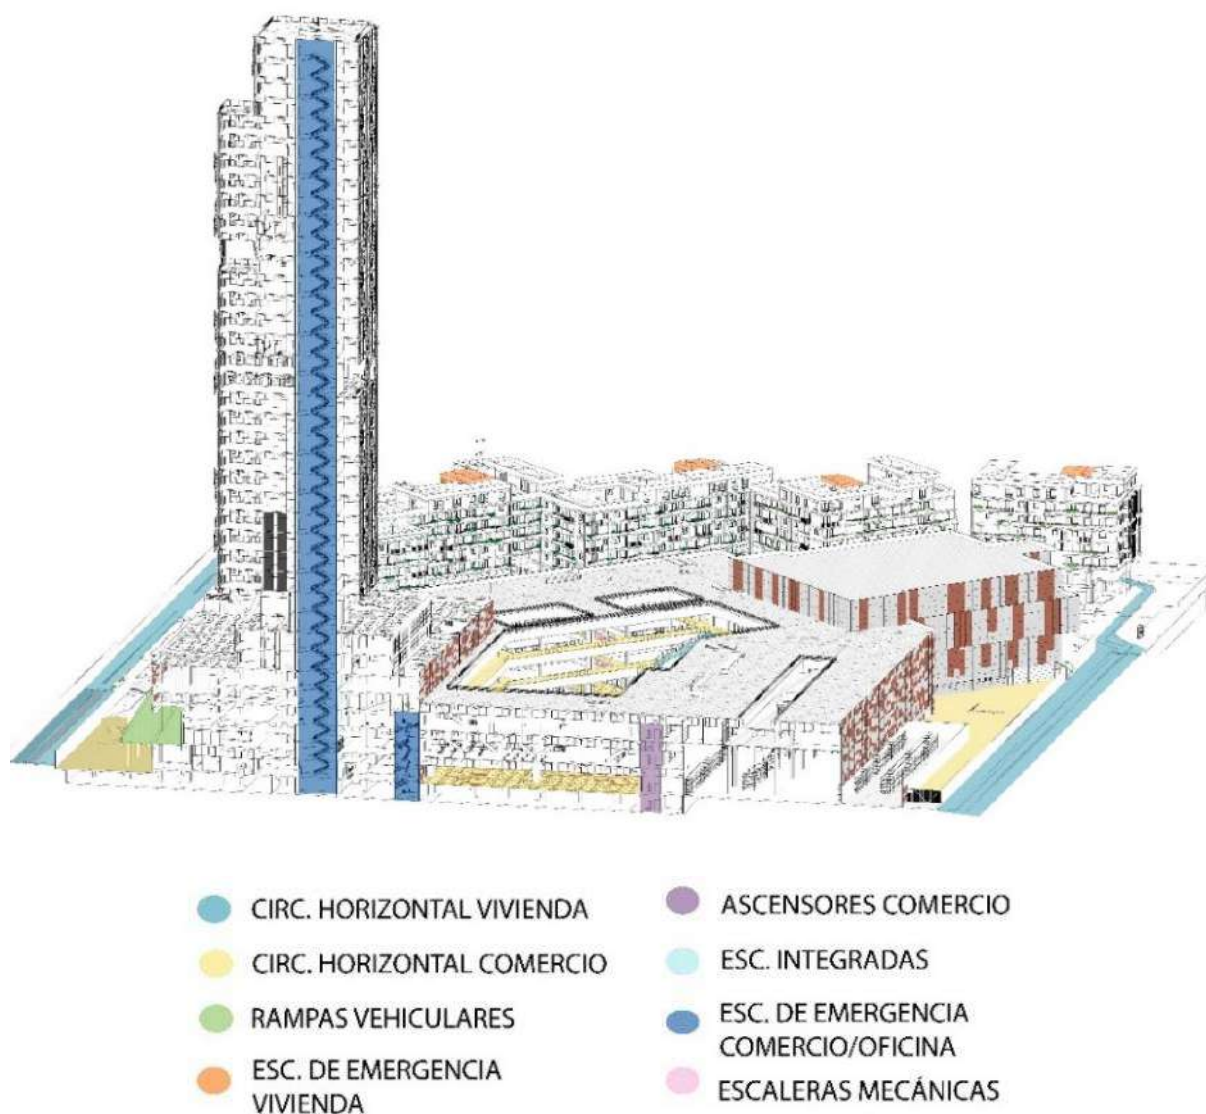 CIRC. HORIZONTAL VIVIENDA
CIRC. HORIZONTAL COMERCIO
RAMPAS VEHICULARES
ESC. DE EMERGENCIA
VIVIENDA
ASCENSORES COMERCIO
ESC. INTEGRADAS
ESC. DE EMERGENCIA
COMERCIO/OFICINA
ESCALERAS MECÁNICAS